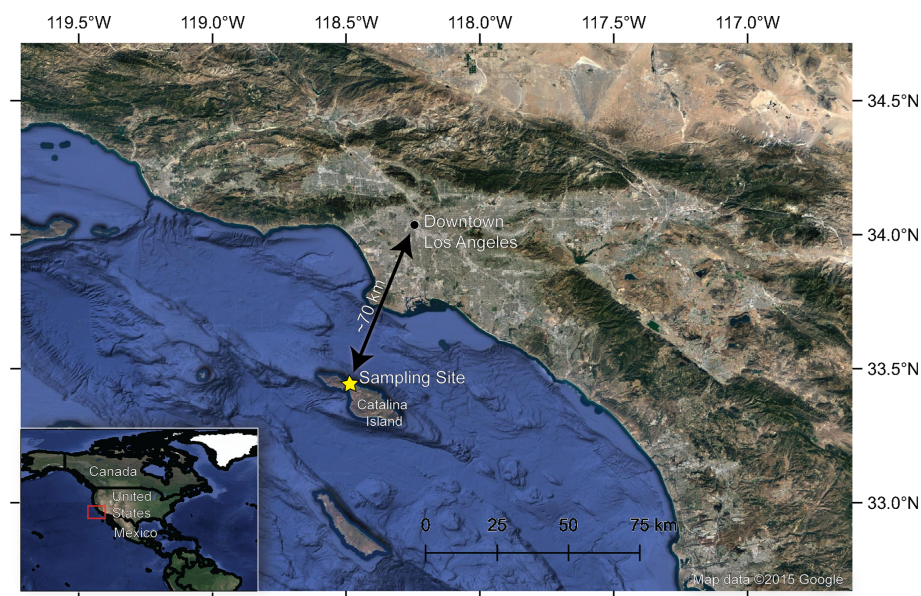 119.5°W 119.0°W 118.5°W 118.0°W 117.5°W 117.0°W
34.5°N
Downtown
Los Angeles
34.0°N
~70 km
33.5°N
Sampling Site
Catalina
Island
Canada
United
States
Mexico
33.0°N
0 25 50 75 km
Map data ©2015 Google